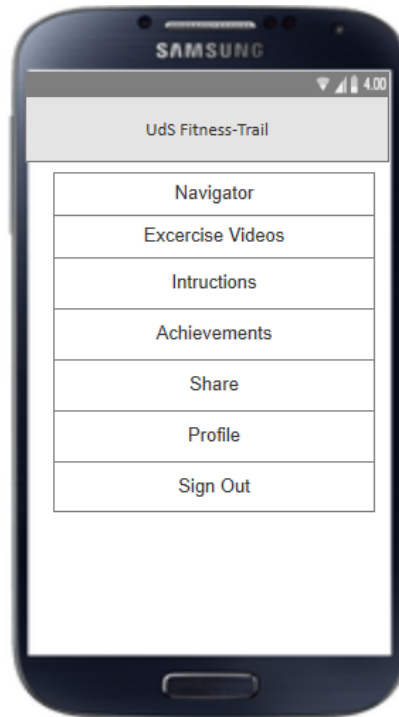 SAMSUNG
4.00
UdS Fitness-Trail
Navigator
Excercise Videos
Intructions
Achievements
Share
Profile
Sign Out